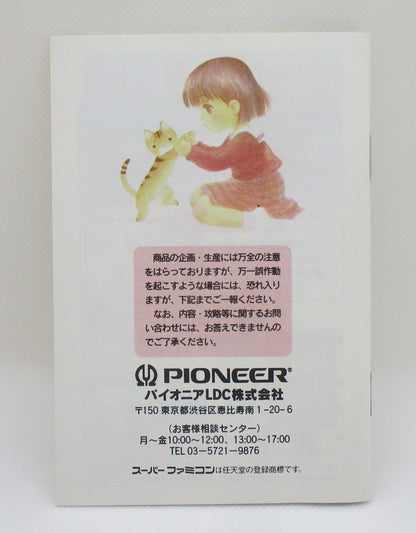 商品の企画・生産には万全の注意
をはらっておりますが、万一誤作動
を起こすような場合には、恐れ入り
ますが、下記までご一報ください。
なお、内容・攻略等に関するお問
い合わせには、お答えできませんの
でご了承ください。
PIONEER®
パイオニアLDC株式会社
〒150 東京都渋谷区恵比寿南1-20-6
(お客様相談センター)
月〜金10:00〜12:00、13:00〜17:00
TEL 03-5721-9876
スーパーファミコンは任天堂の登録商標です。